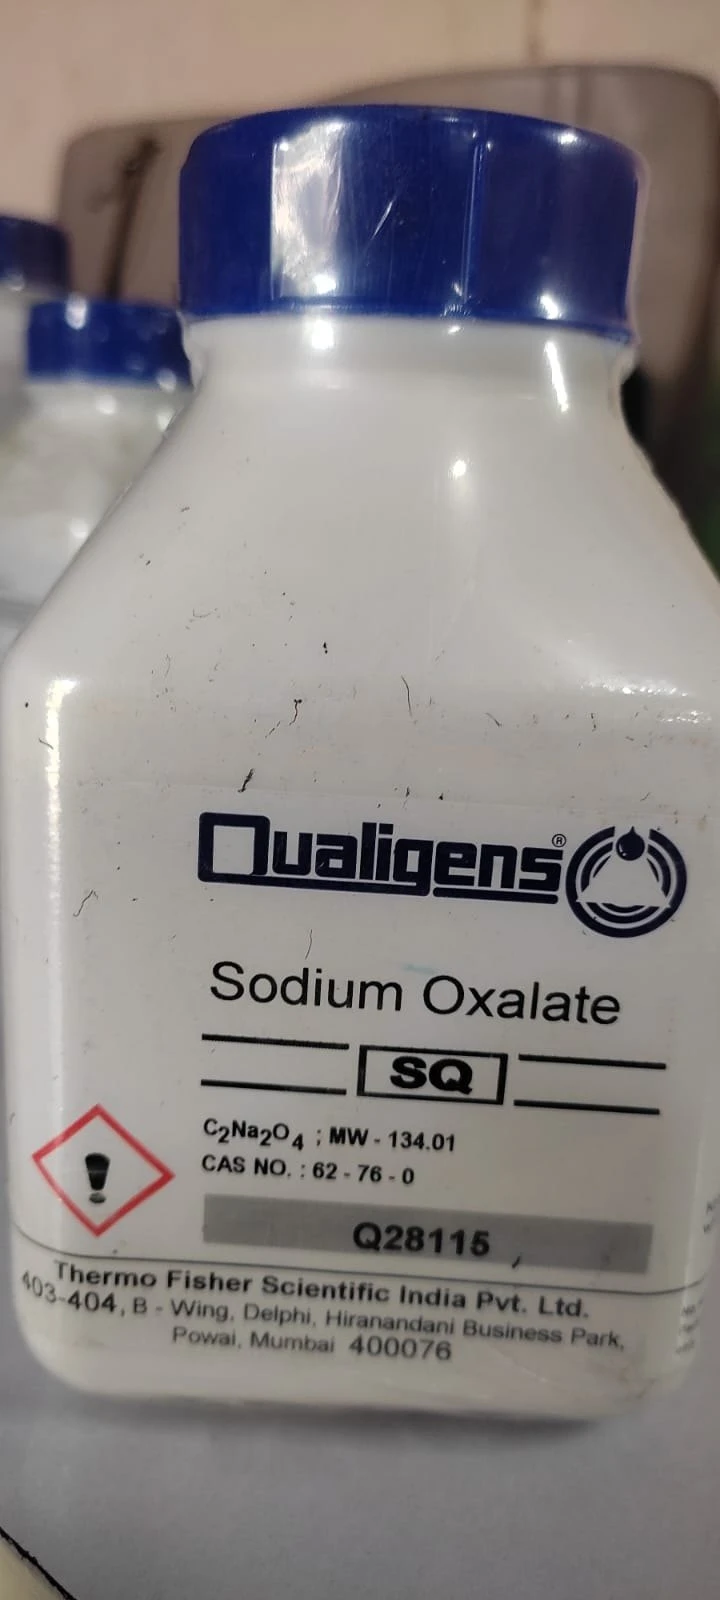 Qualigens®
Sodium Oxalate
SQ
C₂Na₂O₄ ; MW - 134.01
CAS NO. : 62 - 76 - 0
Q28115
Thermo Fisher Scientific India Pvt. Ltd.
403-404, B - Wing, Delphi, Hiranandani Business Park,
Powai, Mumbai 400076